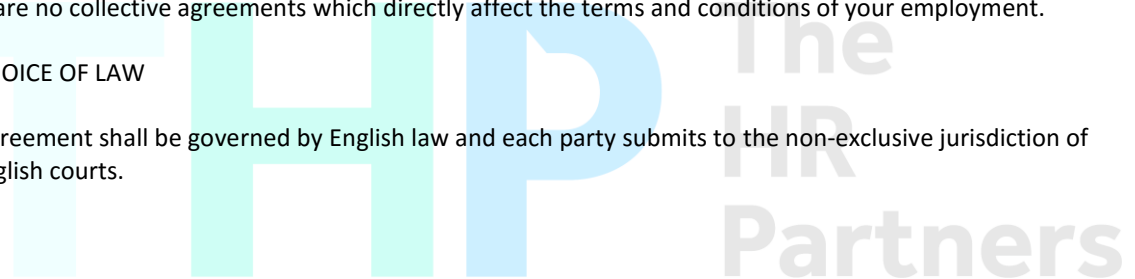 are no collective agreements which directly affect the terms and conditions of your employment.
OICE OF LAW
reement shall be governed by English law and each party submits to the non-exclusive jurisdiction of
glish courts.
THP
The
HR
Partners